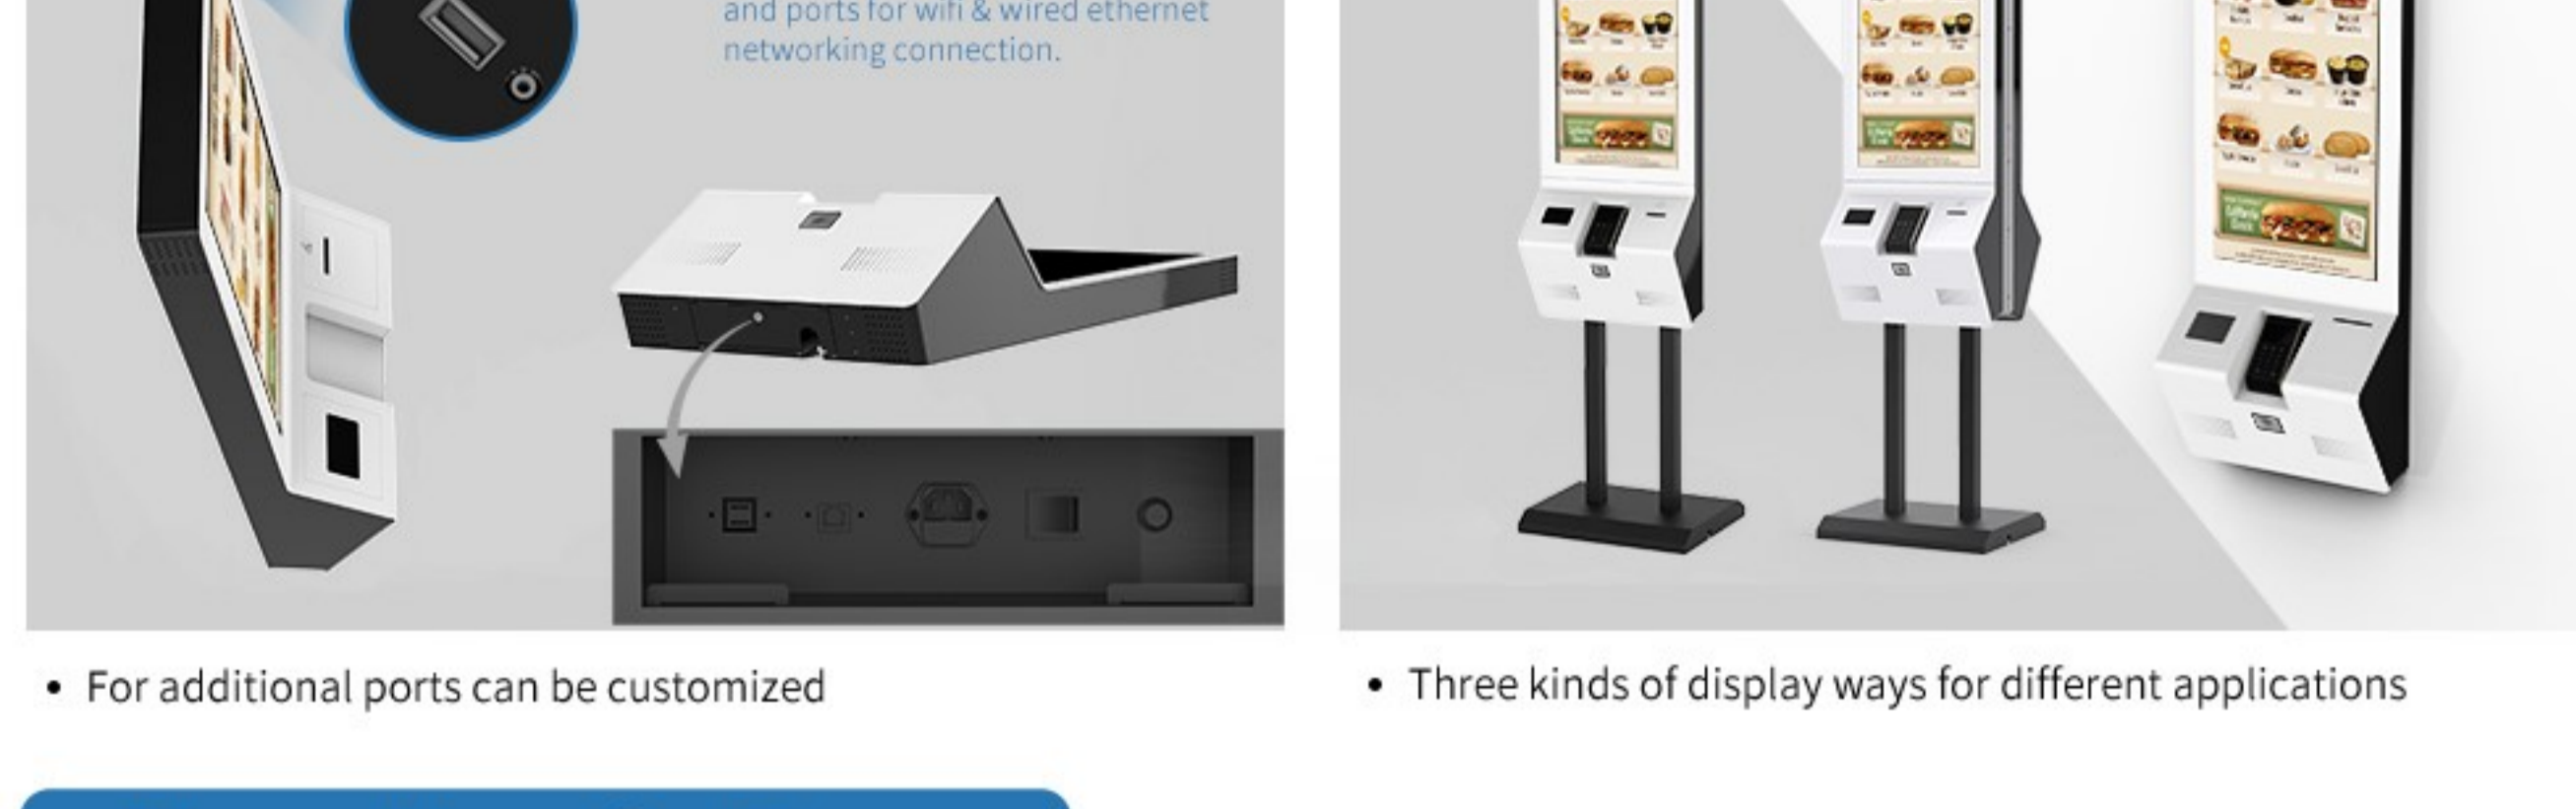 and ports for wifi & wired ethernet
networking connection.
• For additional ports can be customized
• Three kinds of display ways for different applications